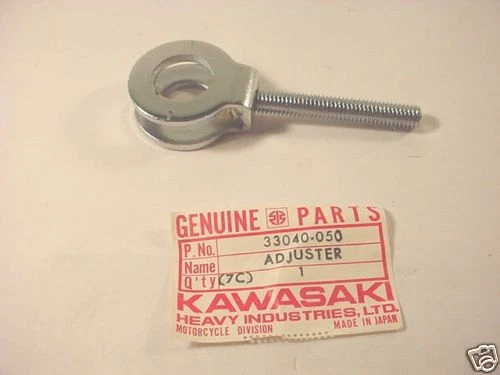 GENUINE PARTS
P. No. 33040-050
Name ADJUSTER
Q'ty (7C) 1
KAWASAKI
HEAVY INDUSTRIES, LTD.
MOTORCYCLE DIVISION MADE IN JAPAN